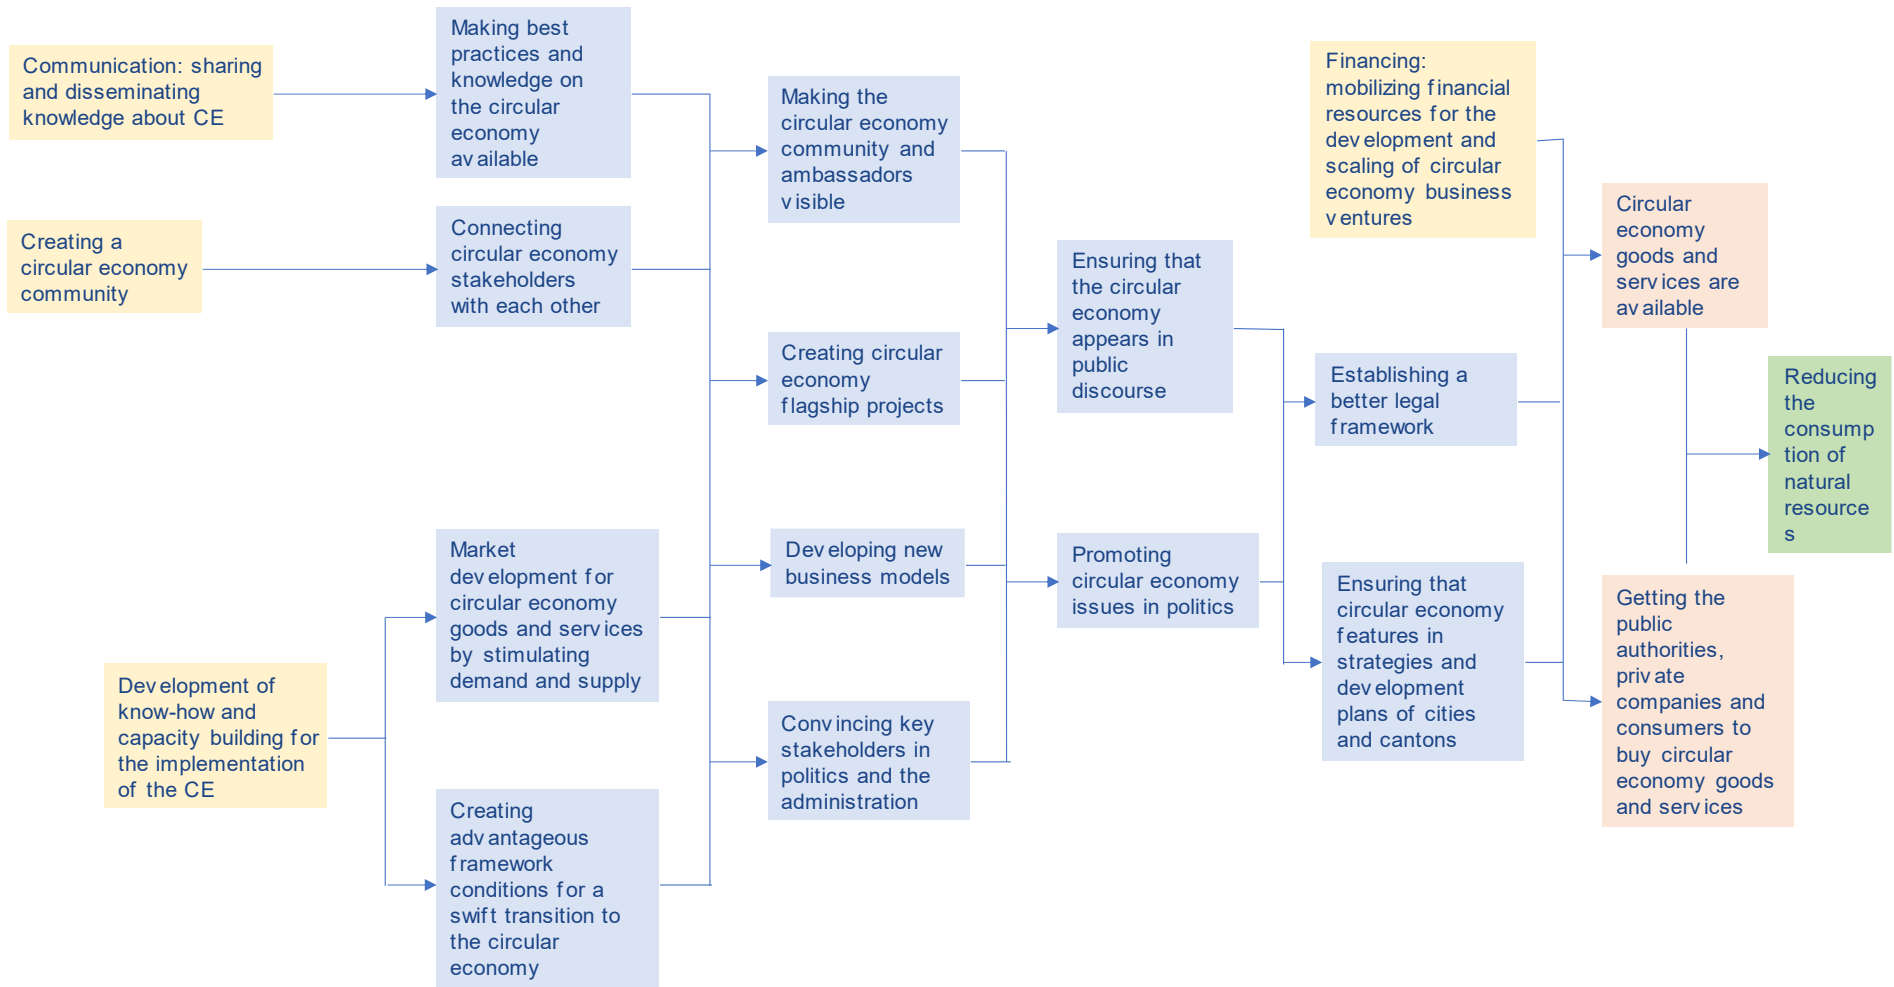 Communication: sharing
and disseminating
knowledge about CE
Creating a
circular economy
community
Development of
know-how and
capacity building for
the implementation
of the CE
Making best
practices and
knowledge on
the circular
economy
available
Connecting
circular economy
stakeholders
with each other
Market
development for
circular economy
goods and services
by stimulating
demand and supply
Creating
advantageous
framework
conditions for a
swift transition to
the circular
economy
Making the
circular economy
community and
ambassadors
visible
Creating circular
economy
flagship projects
Developing new
business models
Convincing key
stakeholders in
politics and the
administration
Ensuring that
the circular
economy
appears in
public
discourse
Promoting
circular economy
issues in politics
Financing:
mobilizing financial
resources for the
development and
scaling of circular
economy business
ventures
Establishing a
better legal
framework
Ensuring that
circular economy
features in
strategies and
development
plans of cities
and cantons
Circular
economy
goods and
services are
available
Getting the
public
authorities,
private
companies and
consumers to
buy circular
economy goods
and services
Reducing
the
consump
tion of
natural
resource
s